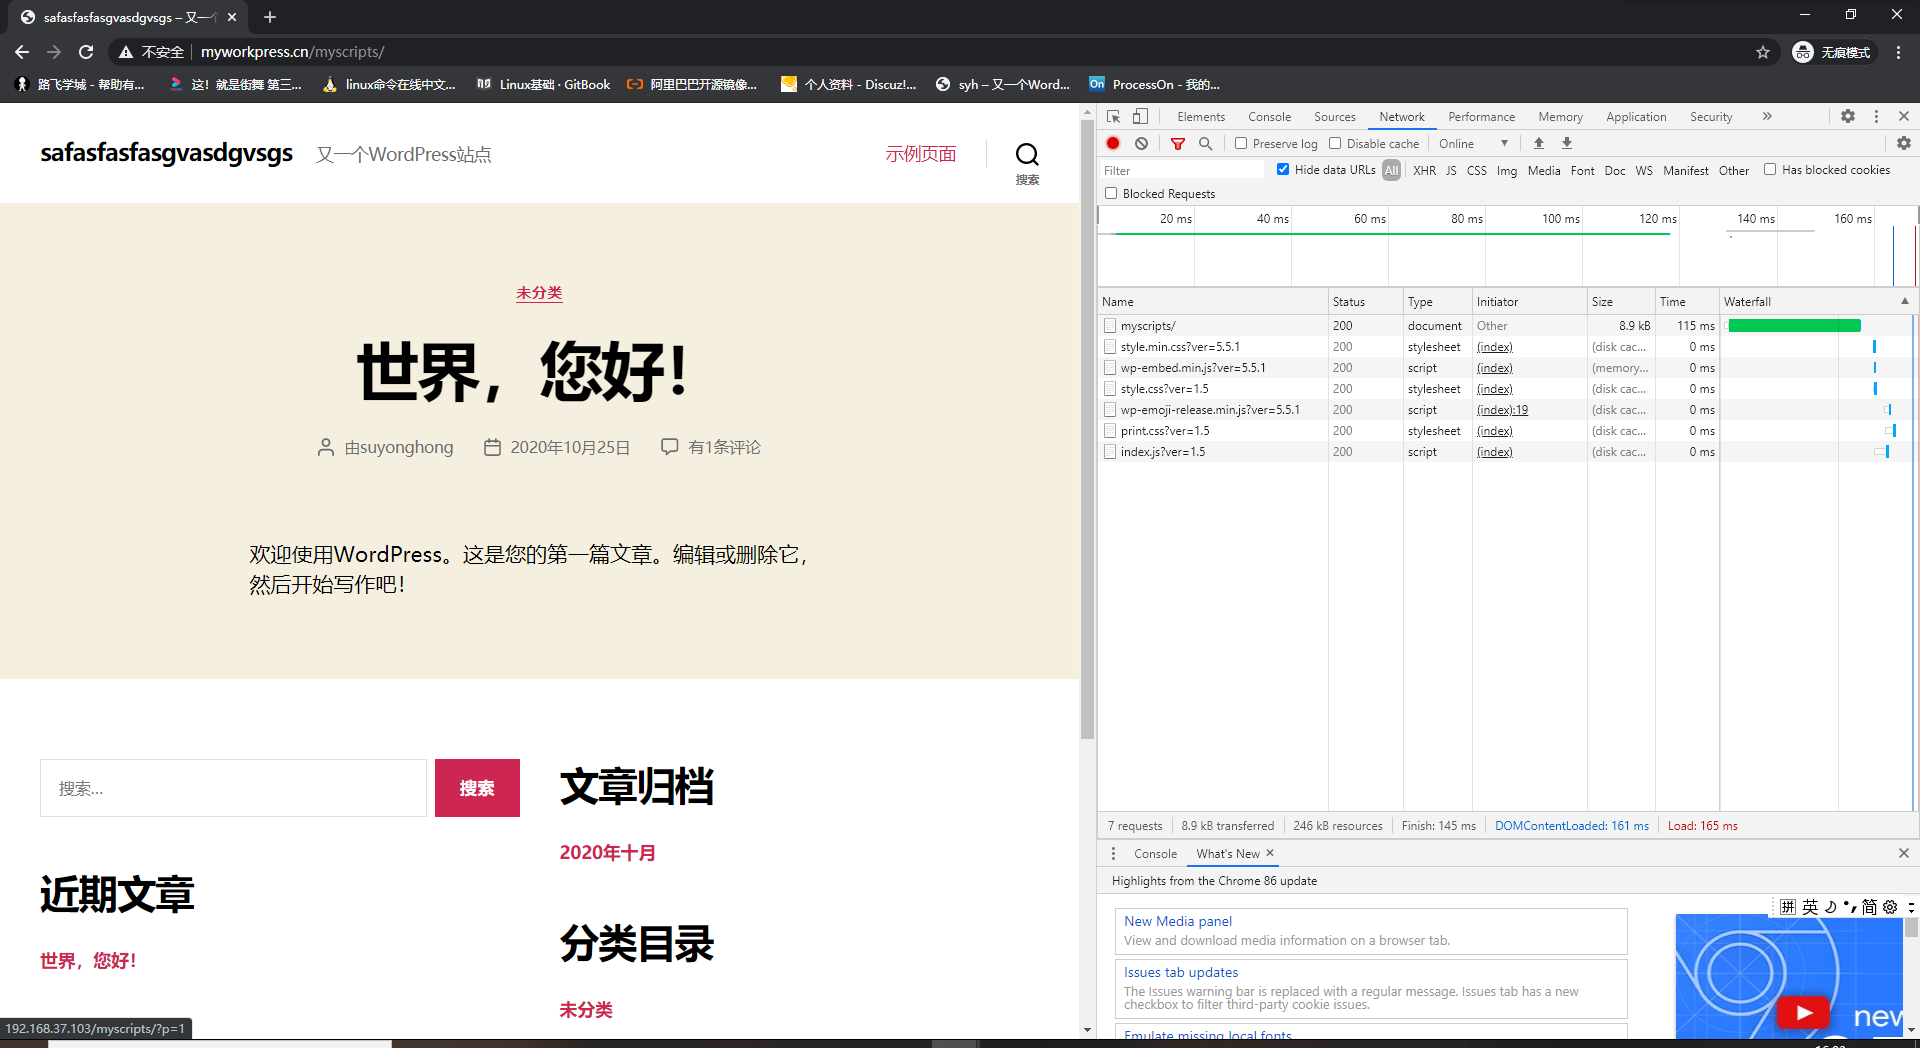 safasfasfasgvasdgvsgs – 又一个
不安全 myworkpress.cn/myscripts/ 无痕模式
路飞学城 - 帮助有... 这！就是街舞 第三... linux命令在线中文... Linux基础 · GitBook 阿里巴巴开源镜像... 个人资料 - Discuz!... syh – 又一个Word... On ProcessOn - 我的...
safasfasfasgvasdgvsgs 又一个WordPress站点 示例页面 搜索
未分类
世界，您好！
由suyonghong 2020年10月25日 有1条评论
欢迎使用WordPress。这是您的第一篇文章。编辑或删除它，
然后开始写作吧！
搜索... 搜索
近期文章
世界，您好！
文章归档
2020年十月
分类目录
未分类
192.168.37.103/myscripts/?p=1
Elements Console Sources Network Performance Memory Application Security »
Preserve log Disable cache Online
Filter Hide data URLs All XHR JS CSS Img Media Font Doc WS Manifest Other Has blocked cookies
Blocked Requests
20 ms 40 ms 60 ms 80 ms 100 ms 120 ms 140 ms 160 ms
Name Status Type Initiator Size Time Waterfall
myscripts/ 200 document Other 8.9 kB 115 ms
style.min.css?ver=5.5.1 200 stylesheet (index) (disk cac... 0 ms
wp-embed.min.js?ver=5.5.1 200 script (index) (memory... 0 ms
style.css?ver=1.5 200 stylesheet (index) (disk cac... 0 ms
wp-emoji-release.min.js?ver=5.5.1 200 script (index):19 (disk cac... 0 ms
print.css?ver=1.5 200 stylesheet (index) (disk cac... 0 ms
index.js?ver=1.5 200 script (index) (disk cac... 0 ms
7 requests 8.9 kB transferred 246 kB resources Finish: 145 ms DOMContentLoaded: 161 ms Load: 165 ms
Console What's New
Highlights from the Chrome 86 update
拼 英 简
New Media panel
View and download media information on a browser tab.
Issues tab updates
The Issues warning bar is replaced with a regular message. Issues tab has a new
checkbox to filter third-party cookie issues.
Emulate missing local fonts
new